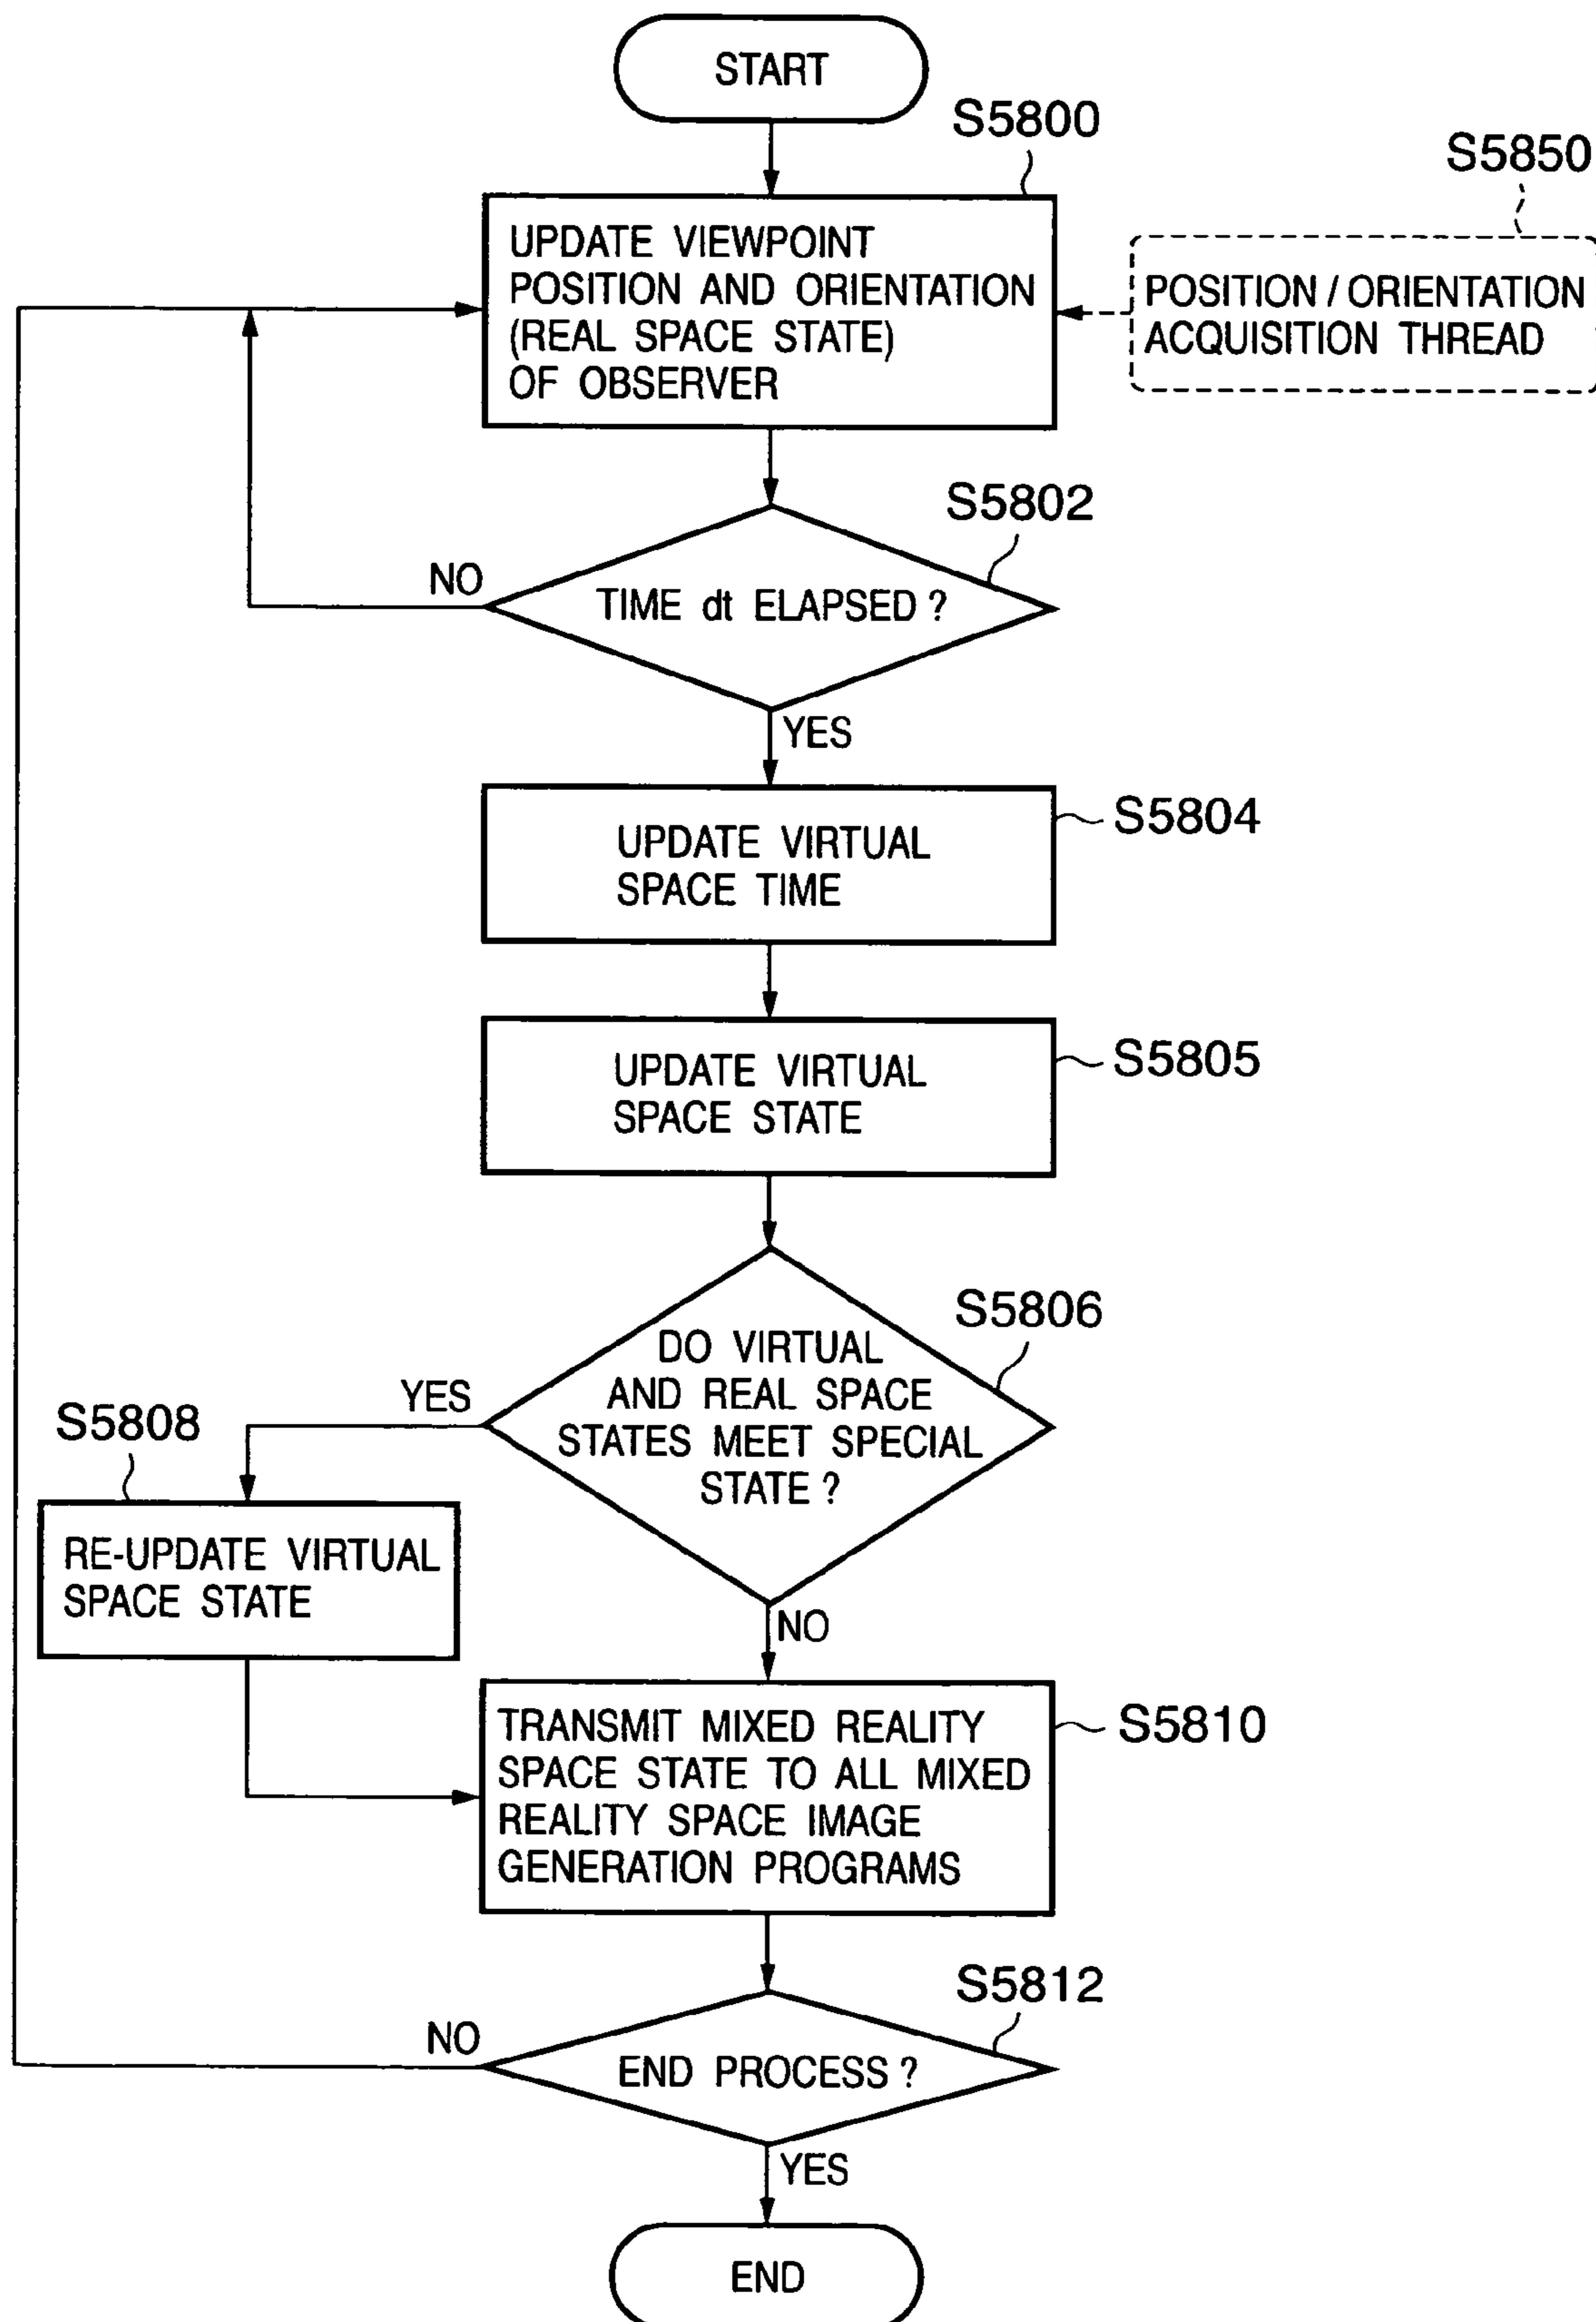 START
S5800
S5850
UPDATE VIEWPOINT
POSITION AND ORIENTATION
(REAL SPACE STATE)
OF OBSERVER
POSITION / ORIENTATION
ACQUISITION THREAD
S5802
NO
TIME dt ELAPSED ?
YES
S5804
UPDATE VIRTUAL
SPACE TIME
S5805
UPDATE VIRTUAL
SPACE STATE
S5806
DO VIRTUAL
AND REAL SPACE
STATES MEET SPECIAL
STATE ?
YES
S5808
RE-UPDATE VIRTUAL
SPACE STATE
NO
S5810
TRANSMIT MIXED REALITY
SPACE STATE TO ALL MIXED
REALITY SPACE IMAGE
GENERATION PROGRAMS
S5812
NO
END PROCESS ?
YES
END